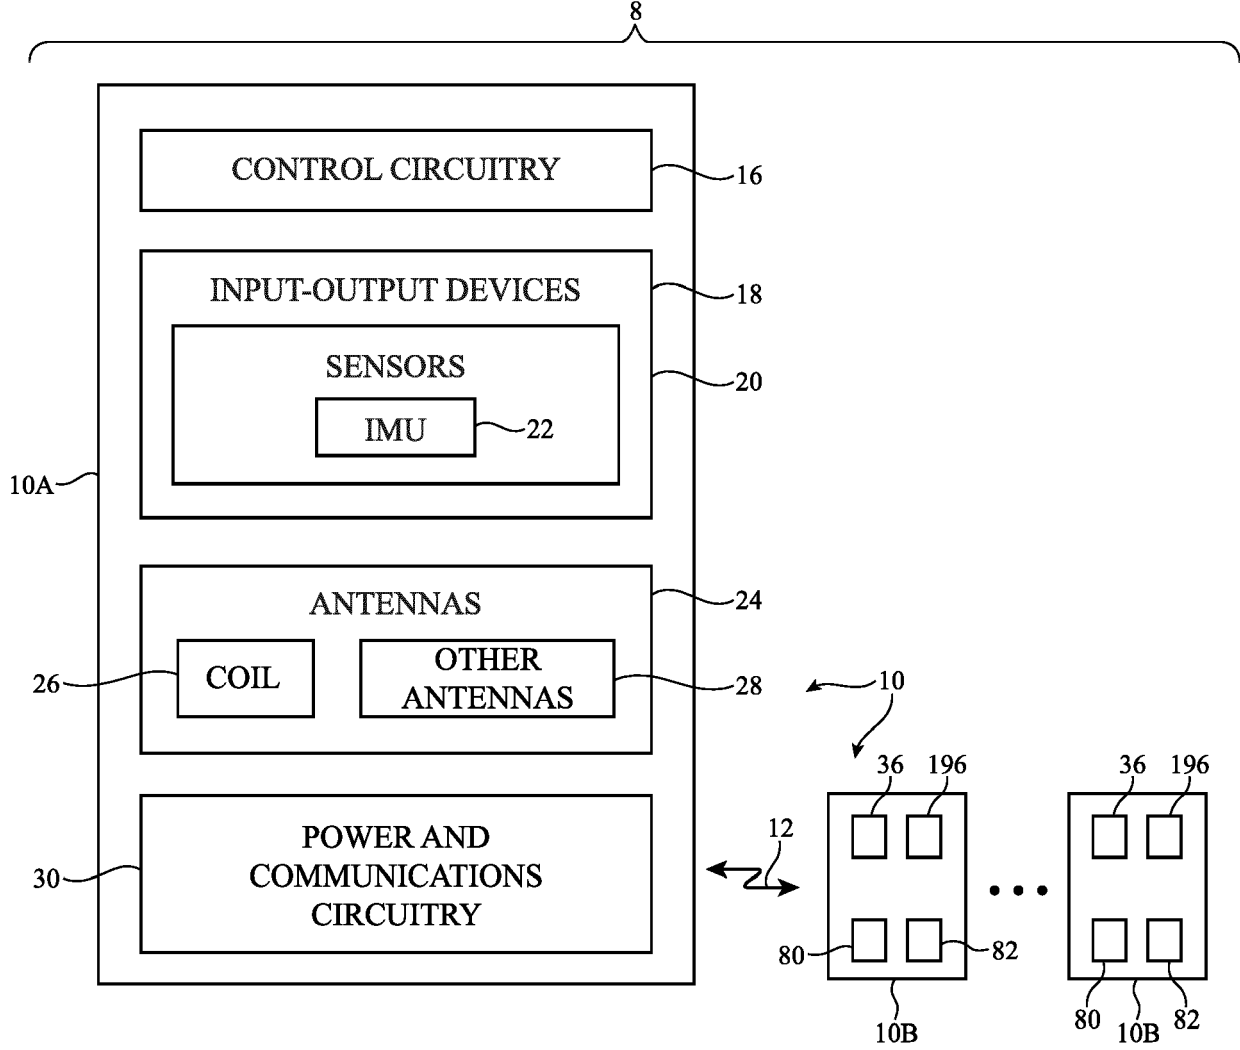 8
CONTROL CIRCUITRY
16
INPUT-OUTPUT DEVICES
18
SENSORS
20
IMU
22
10A
ANTENNAS
24
26
COIL
OTHER
ANTENNAS
28
10
36
196
36
196
POWER AND
COMMUNICATIONS
CIRCUITRY
30
12
80
82
10B
80
10B
82